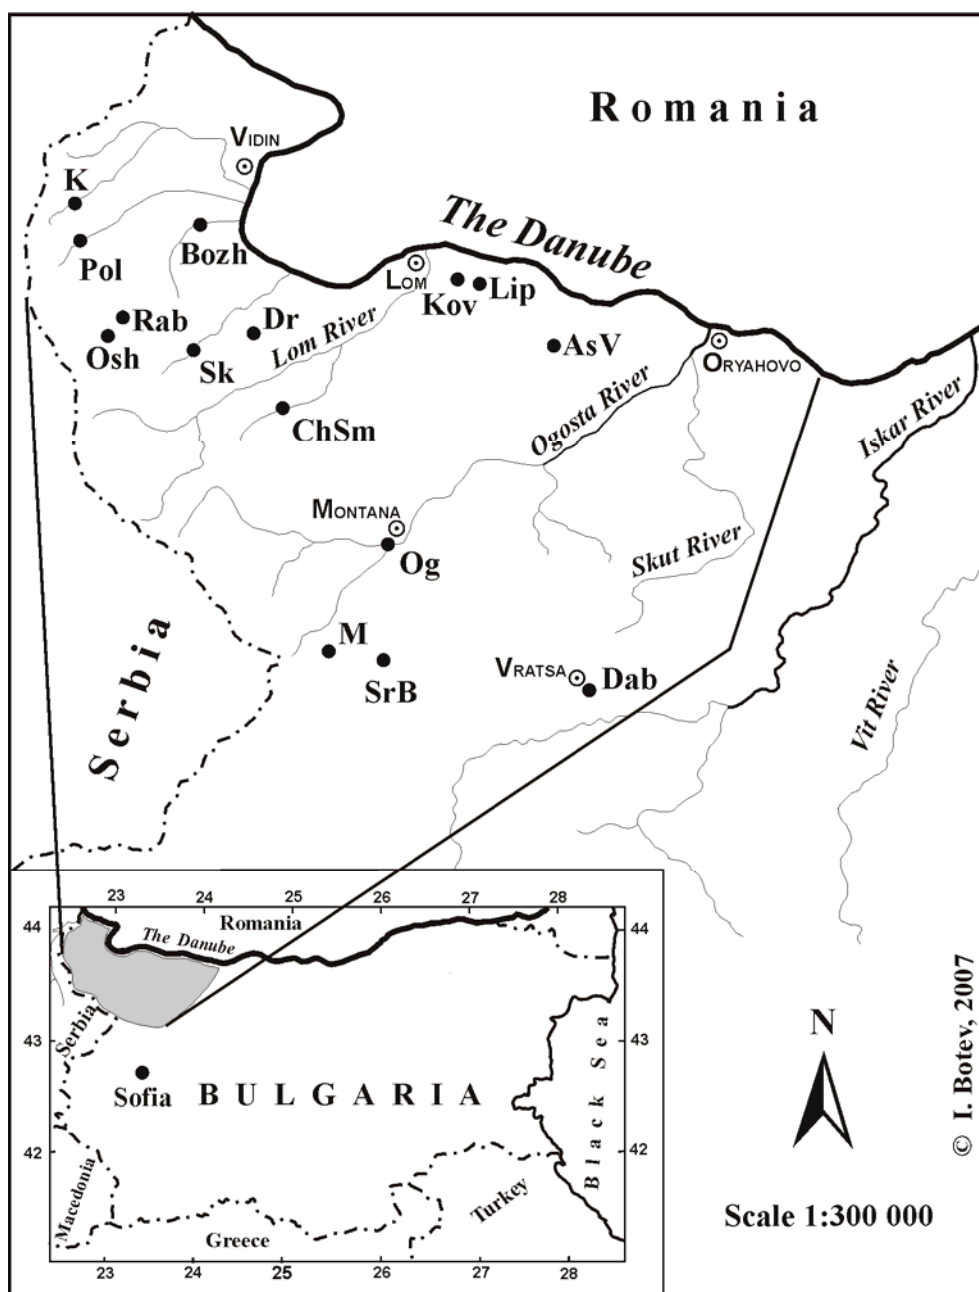 Romania
VIDIN
K
The Danube
Bozh
Pol
LOM
Kov
Lip
Rab
Dr
Osh
Sk
Lom River
AsV
ORYAHOVO
Ogosta River
Iskar River
ChSm
MONTANA
Og
Skut River
M
SrB
VRATSA
Dab
Serbia
Vit River
23
24
25
26
27
28
44
Romania
44
The Danube
43
Serbia
43
Black Sea
Sofia
BULGARIA
42
42
Macedonia
Turkey
Greece
23
25
26
27
28
N
Scale 1:300 000
© I. Botev, 2007